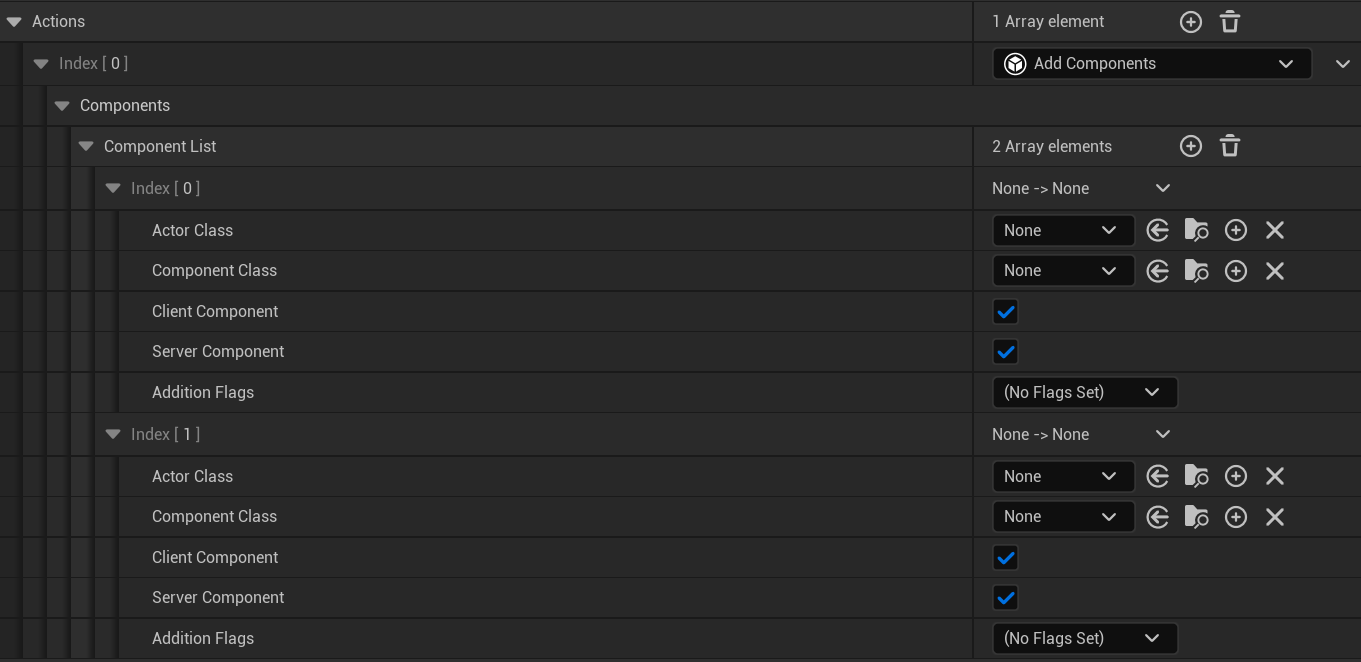 Actions 1 Array element
Index [ 0 ] Add Components
Components
Component List 2 Array elements
Index [ 0 ] None -> None
Actor Class None
Component Class None
Client Component
Server Component
Addition Flags (No Flags Set)
Index [ 1 ] None -> None
Actor Class None
Component Class None
Client Component
Server Component
Addition Flags (No Flags Set)